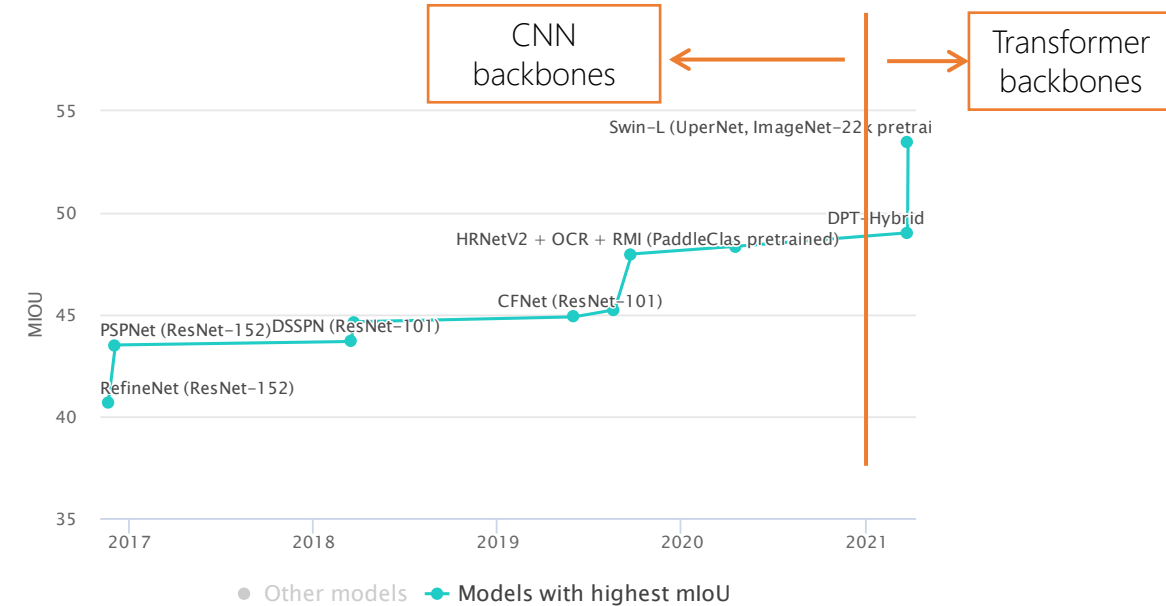 CNN
backbones
Transformer
backbones
55
Swin-L (UperNet, ImageNet-22k pretrai
50
DPT-Hybrid
HRNetV2 + OCR + RMI (PaddleClas pretrained)
CFNet (ResNet-101)
45
PSPNet (ResNet-152)
DSSPN (ResNet-101)
RefineNet (ResNet-152)
40
35
MIOU
2017 2018 2019 2020 2021
Other models Models with highest mIoU